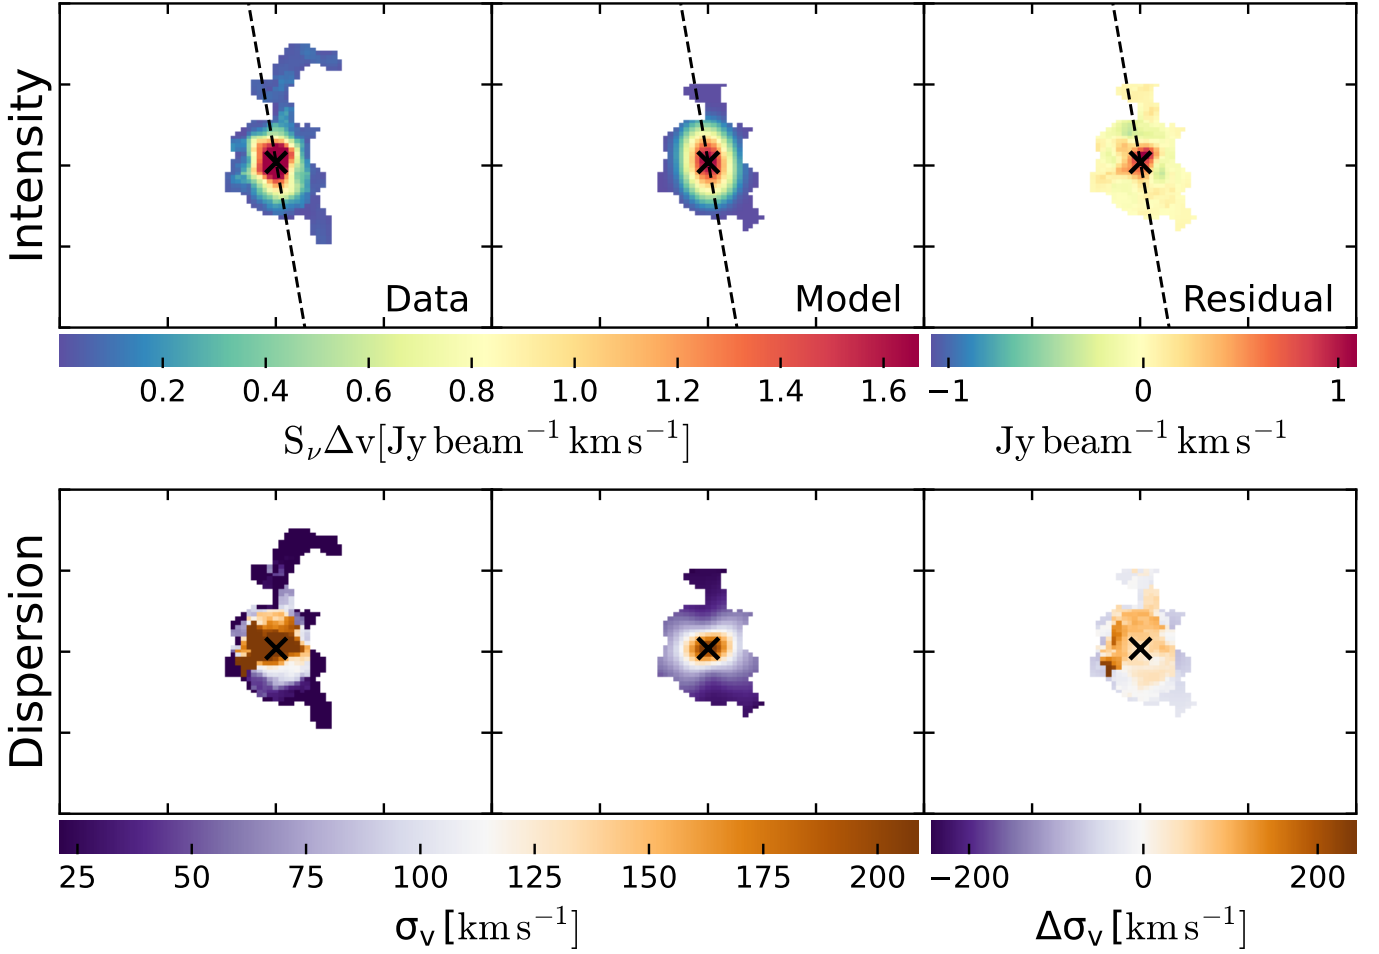 Intensity
Data
Model
Residual
0.2 0.4 0.6 0.8 1.0 1.2 1.4 1.6
−1 0 1
S_ν Δv[Jy beam⁻¹ km s⁻¹]
Jy beam⁻¹ km s⁻¹
Dispersion
25 50 75 100 125 150 175 200
−200 0 200
σ_v [km s⁻¹]
Δσ_v [km s⁻¹]